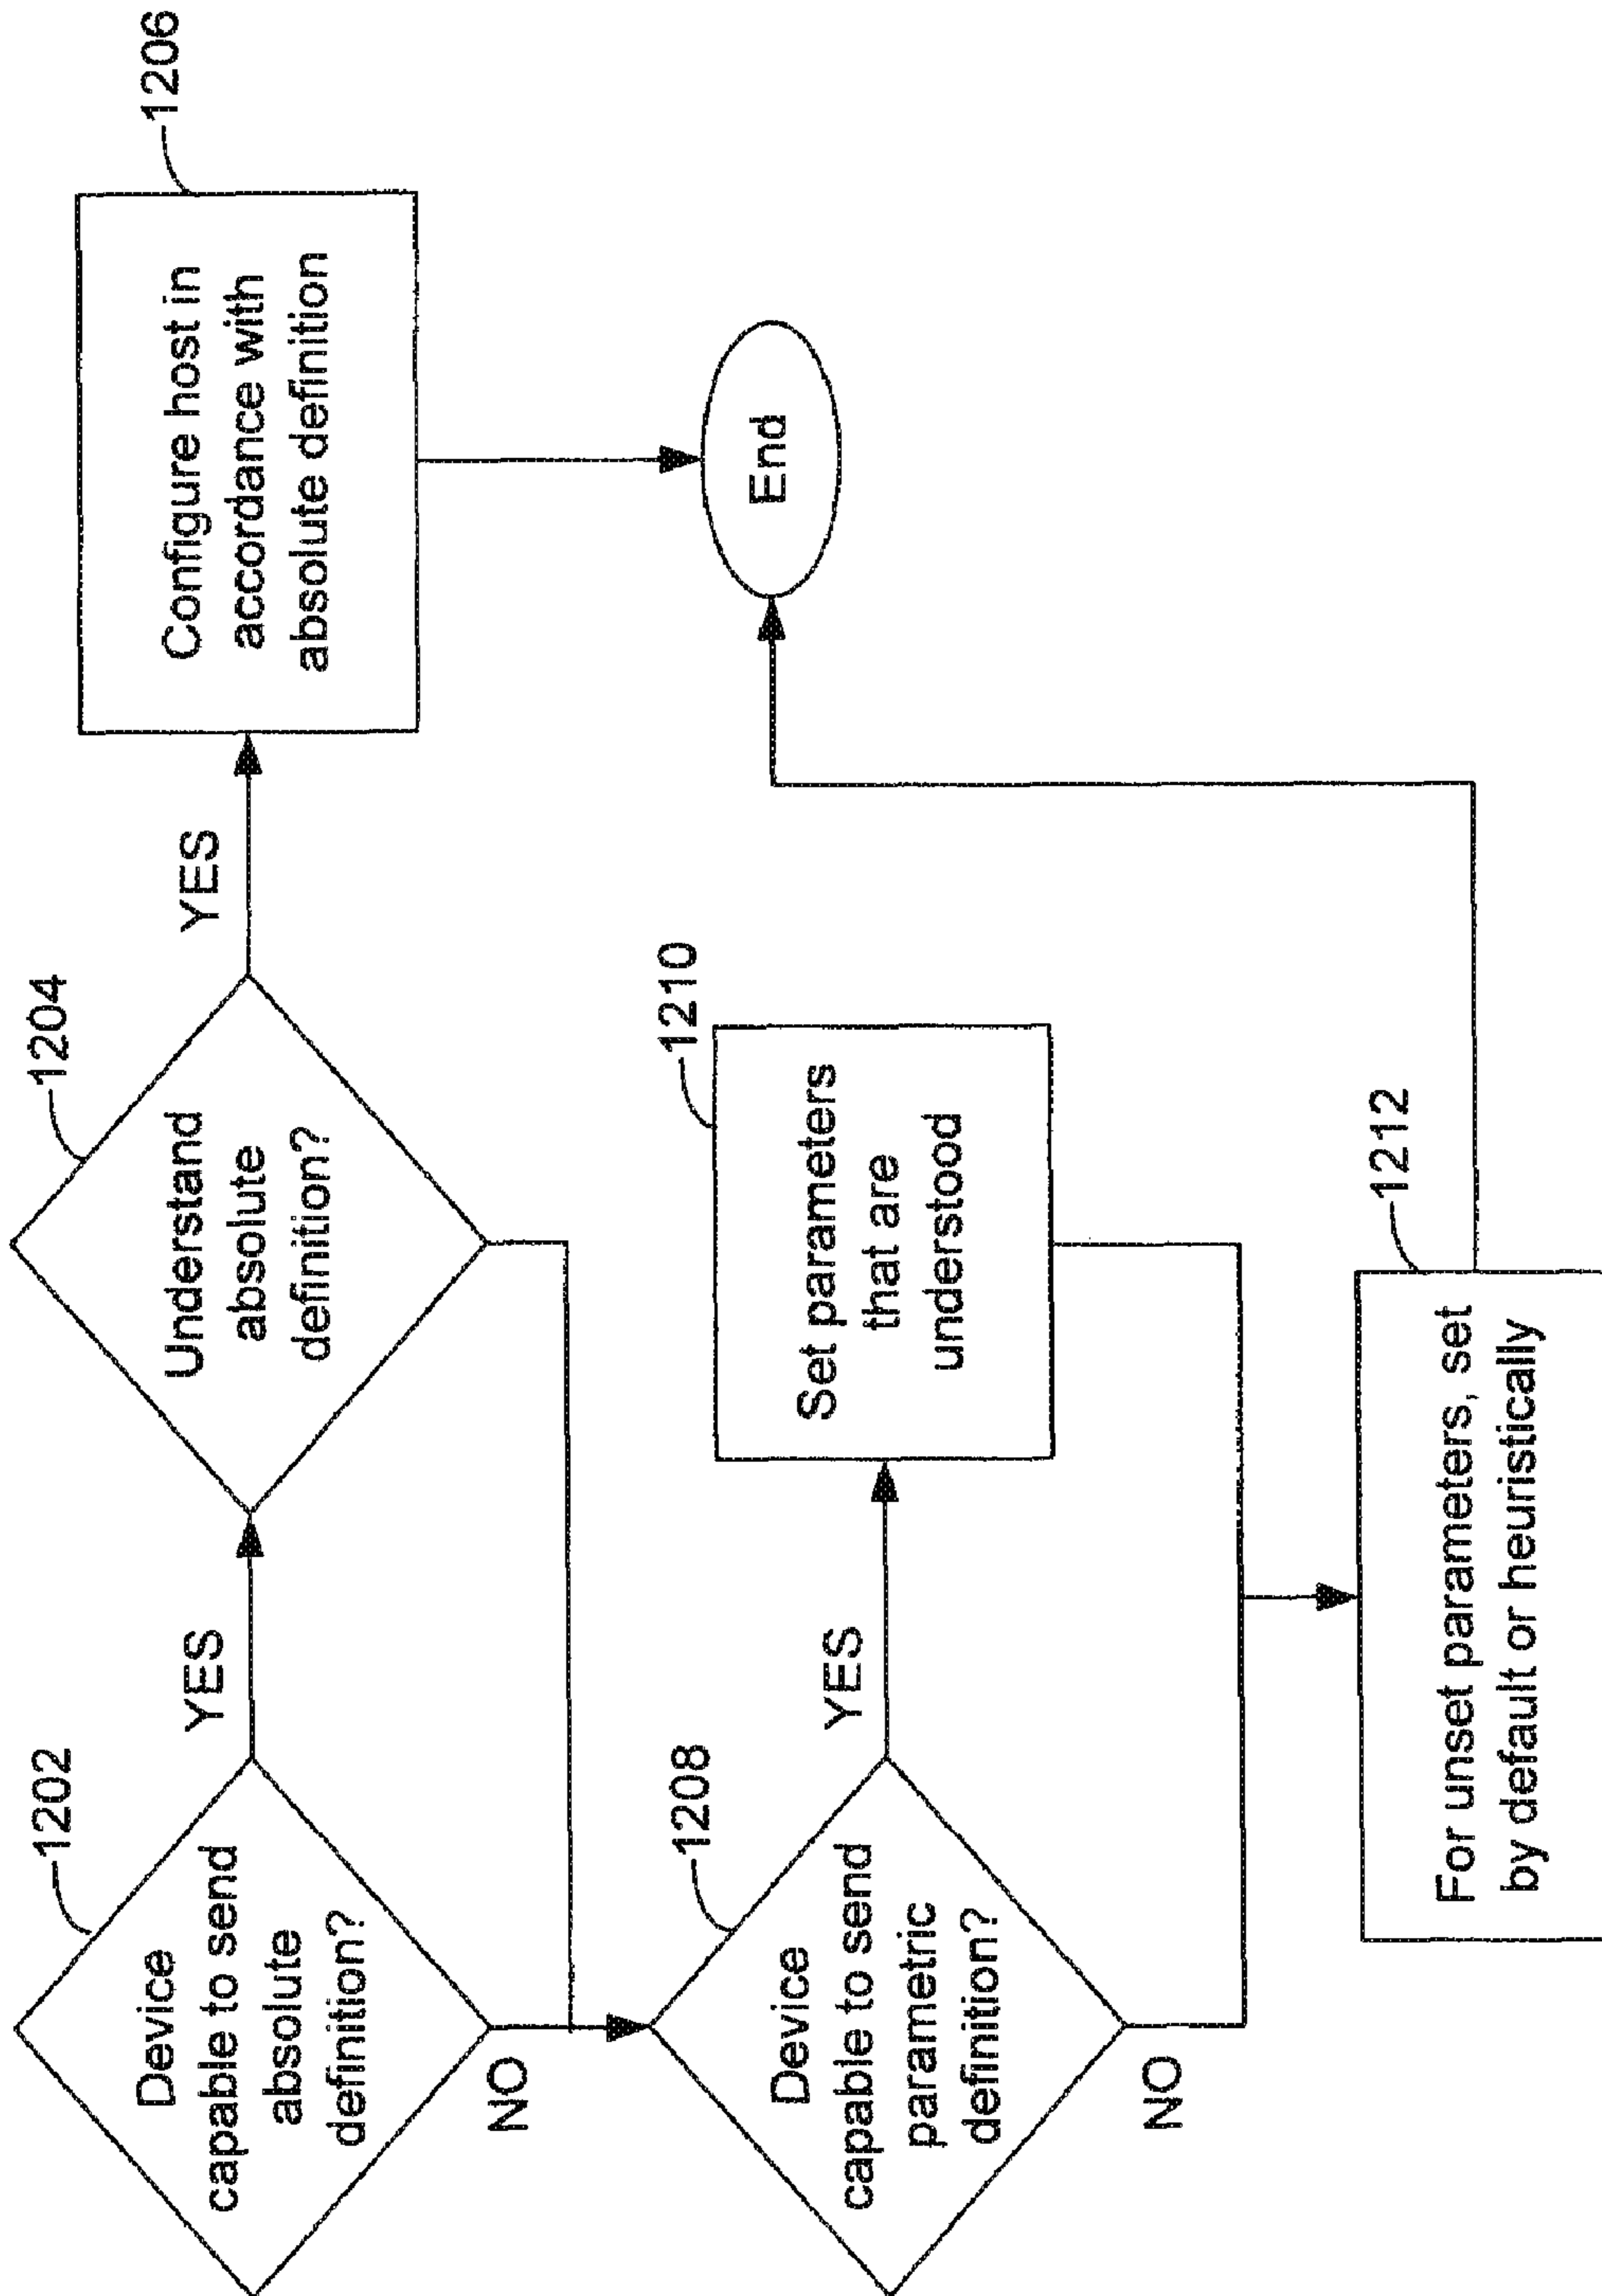 1202
Device
capable to send
absolute
definition?
YES
NO
1204
Understand
absolute
definition?
YES
1206
Configure host in
accordance with
absolute definition
End
1208
Device
capable to send
parametric
definition?
YES
NO
1210
Set parameters
that are
understood
1212
For unset parameters, set
by default or heuristically